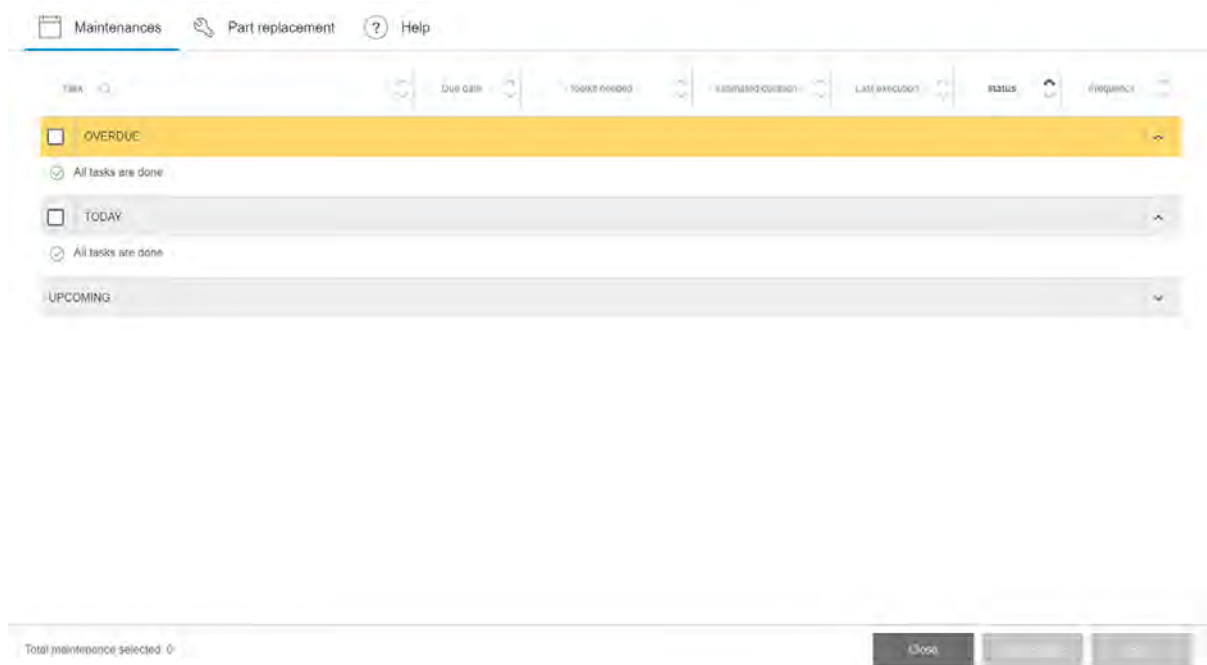 Maintenances Part replacement ? Help
Task Due date Toolkit needed Estimated duration Last execution Status Frequency
OVERDUE
All tasks are done
TODAY
All tasks are done
UPCOMING
Total maintenance selected: 0
Close